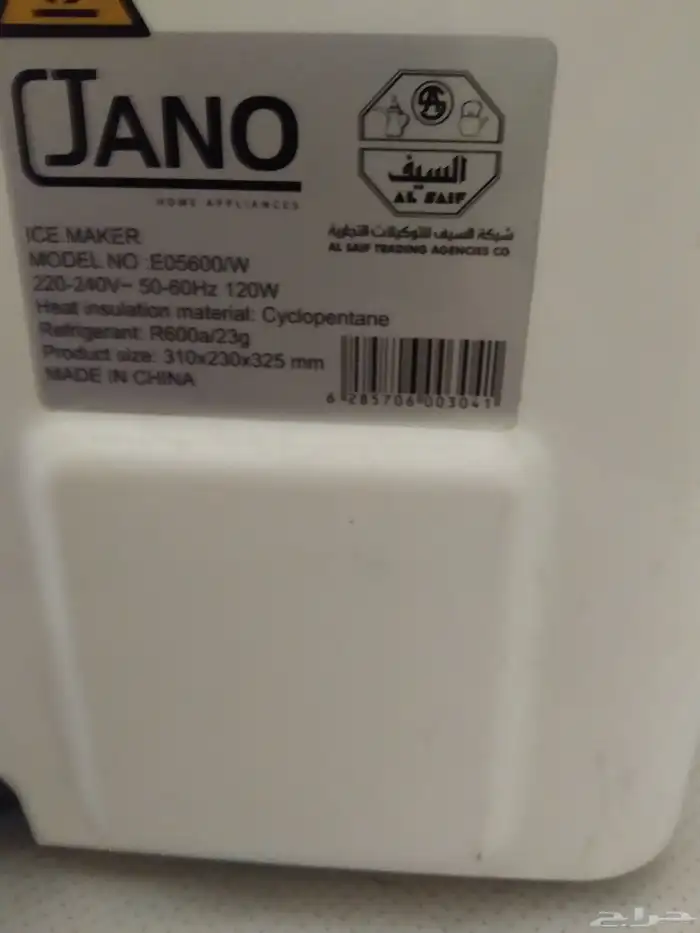 JANO
HOME APPLIANCES
السيف
AL SAIF
شركة السيف للتوكيلات التجارية
AL SAIF TRADING AGENCIES CO
ICE MAKER
MODEL NO :E05600/W
220-240V~ 50-60Hz 120W
Heat insulation material: Cyclopentane
Refrigerant: R600a/23g
Product size: 310x230x325 mm
MADE IN CHINA
6 285706 003041
حراج